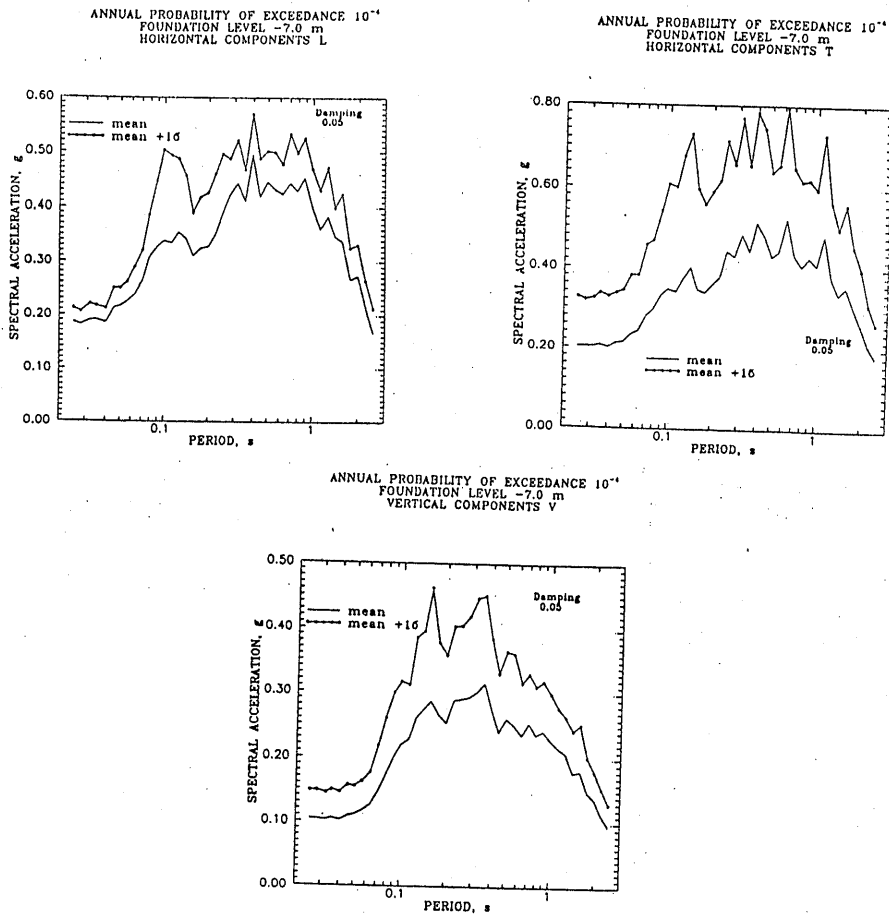 ANNUAL PROBABILITY OF EXCEEDANCE 10⁻⁴
FOUNDATION LEVEL -7.0 m
HORIZONTAL COMPONENTS L
SPECTRAL ACCELERATION, g
0.60
0.50
0.40
0.30
0.20
0.10
0.00
mean
mean +1σ
Damping
0.05
0.1
1
PERIOD, s
ANNUAL PROBABILITY OF EXCEEDANCE 10⁻⁴
FOUNDATION LEVEL -7.0 m
HORIZONTAL COMPONENTS T
SPECTRAL ACCELERATION, g
0.80
0.60
0.40
0.20
0.00
mean
mean +1σ
Damping
0.05
0.1
1
PERIOD, s
ANNUAL PROBABILITY OF EXCEEDANCE 10⁻⁴
FOUNDATION LEVEL -7.0 m
VERTICAL COMPONENTS V
SPECTRAL ACCELERATION, g
0.50
0.40
0.30
0.20
0.10
0.00
mean
mean +1σ
Damping
0.05
0.1
1
PERIOD, s